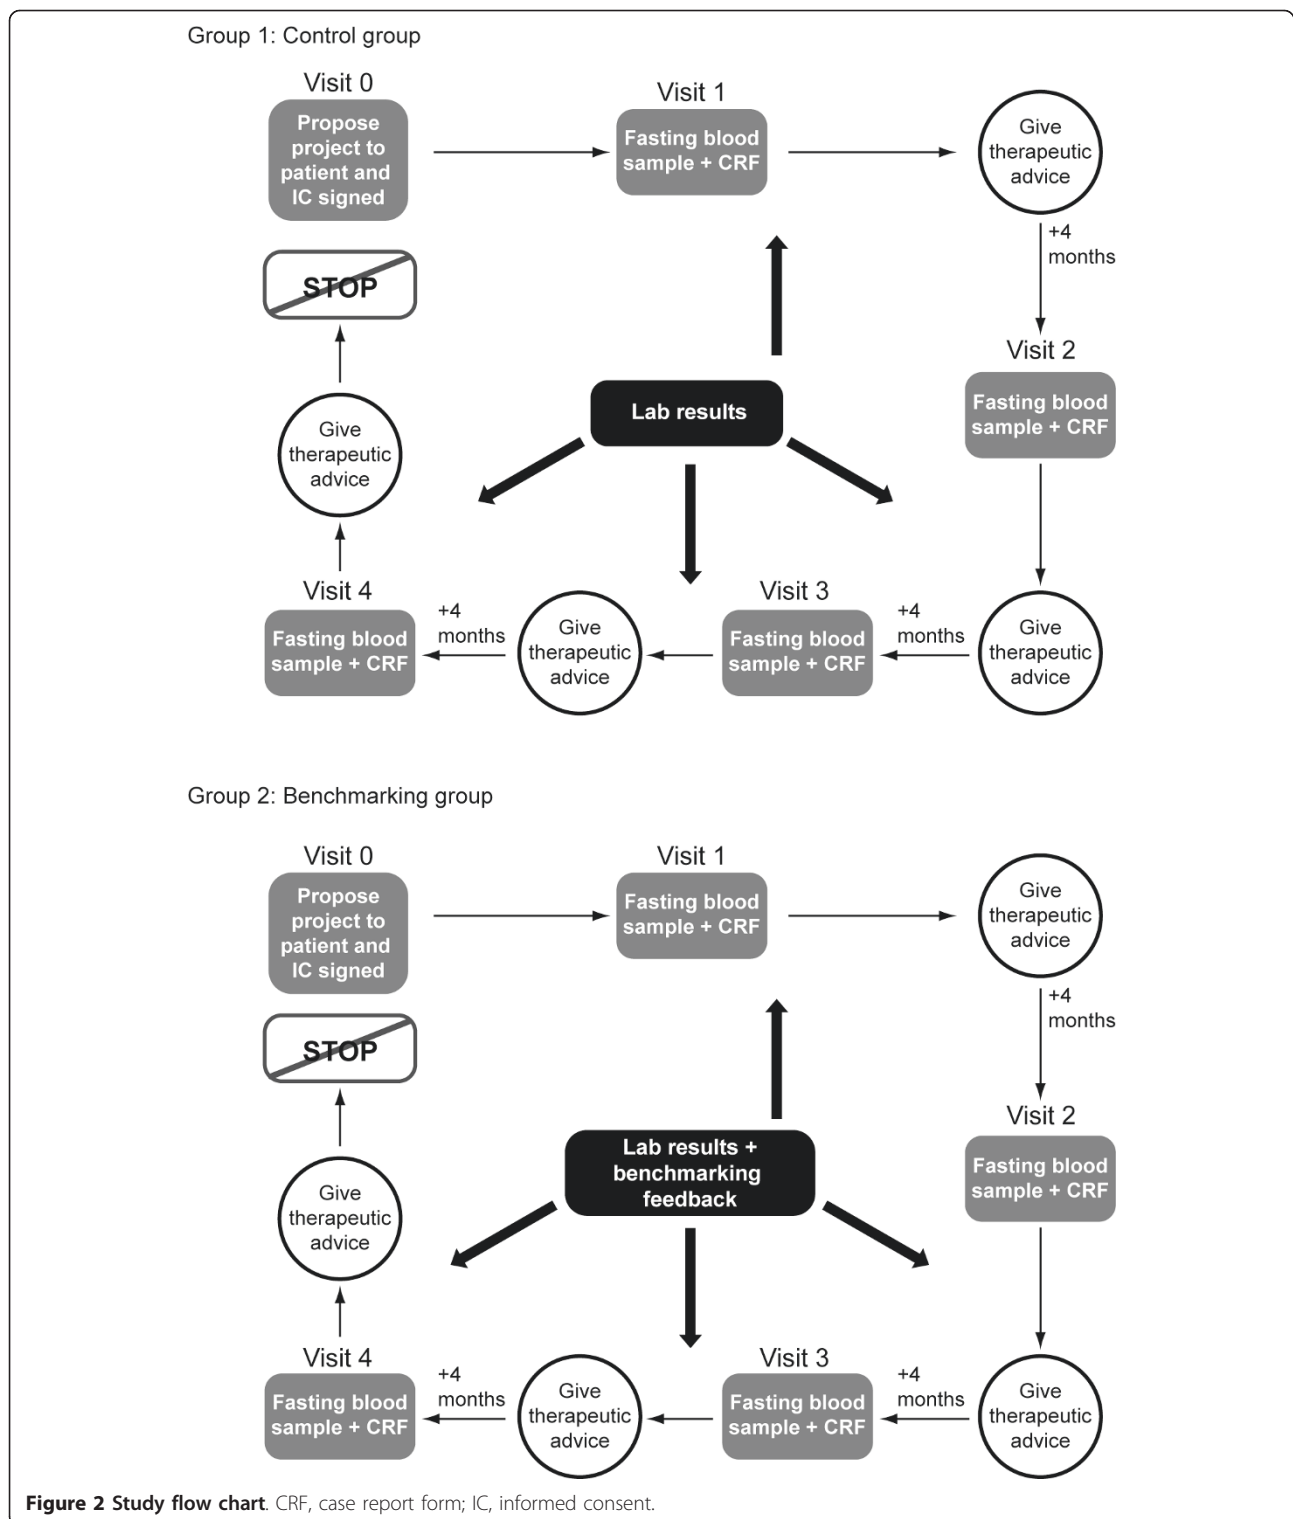 Group 1: Control group
Visit 0
Propose
project to
patient and
IC signed
Visit 1
Fasting blood
sample + CRF
Give
therapeutic
advice
+4
months
Visit 2
Fasting blood
sample + CRF
STOP
Lab results
Give
therapeutic
advice
Visit 4
Fasting blood
sample + CRF
+4
months
Give
therapeutic
advice
Visit 3
Fasting blood
sample + CRF
+4
months
Give
therapeutic
advice
Group 2: Benchmarking group
Visit 0
Propose
project to
patient and
IC signed
Visit 1
Fasting blood
sample + CRF
Give
therapeutic
advice
+4
months
Visit 2
Fasting blood
sample + CRF
STOP
Lab results +
benchmarking
feedback
Give
therapeutic
advice
Visit 4
Fasting blood
sample + CRF
+4
months
Give
therapeutic
advice
Visit 3
Fasting blood
sample + CRF
+4
months
Give
therapeutic
advice
Figure 2 Study flow chart. CRF, case report form; IC, informed consent.